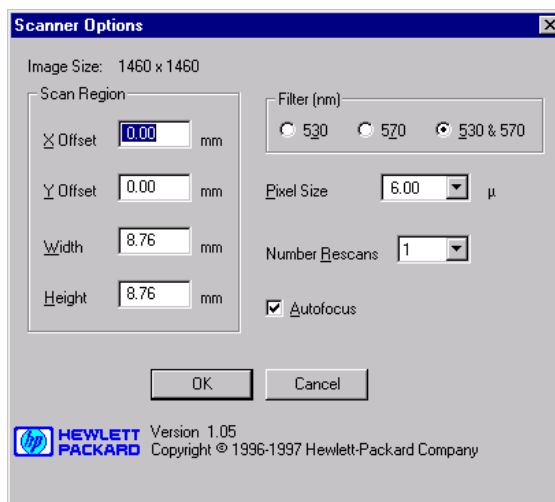 Scanner Options
Image Size: 1460 x 1460
Scan Region
X Offset 0.00 mm
Y Offset 0.00 mm
Width 8.76 mm
Height 8.76 mm
Filter (nm)
530 570 530 & 570
Pixel Size 6.00 µ
Number Rescans 1
Autofocus
OK Cancel
hp HEWLETT PACKARD
Version 1.05
Copyright © 1996-1997 Hewlett-Packard Company